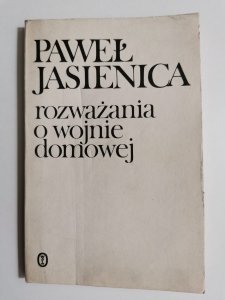 PAWEŁ
JASIENICA
rozważania
o wojnie
domowej